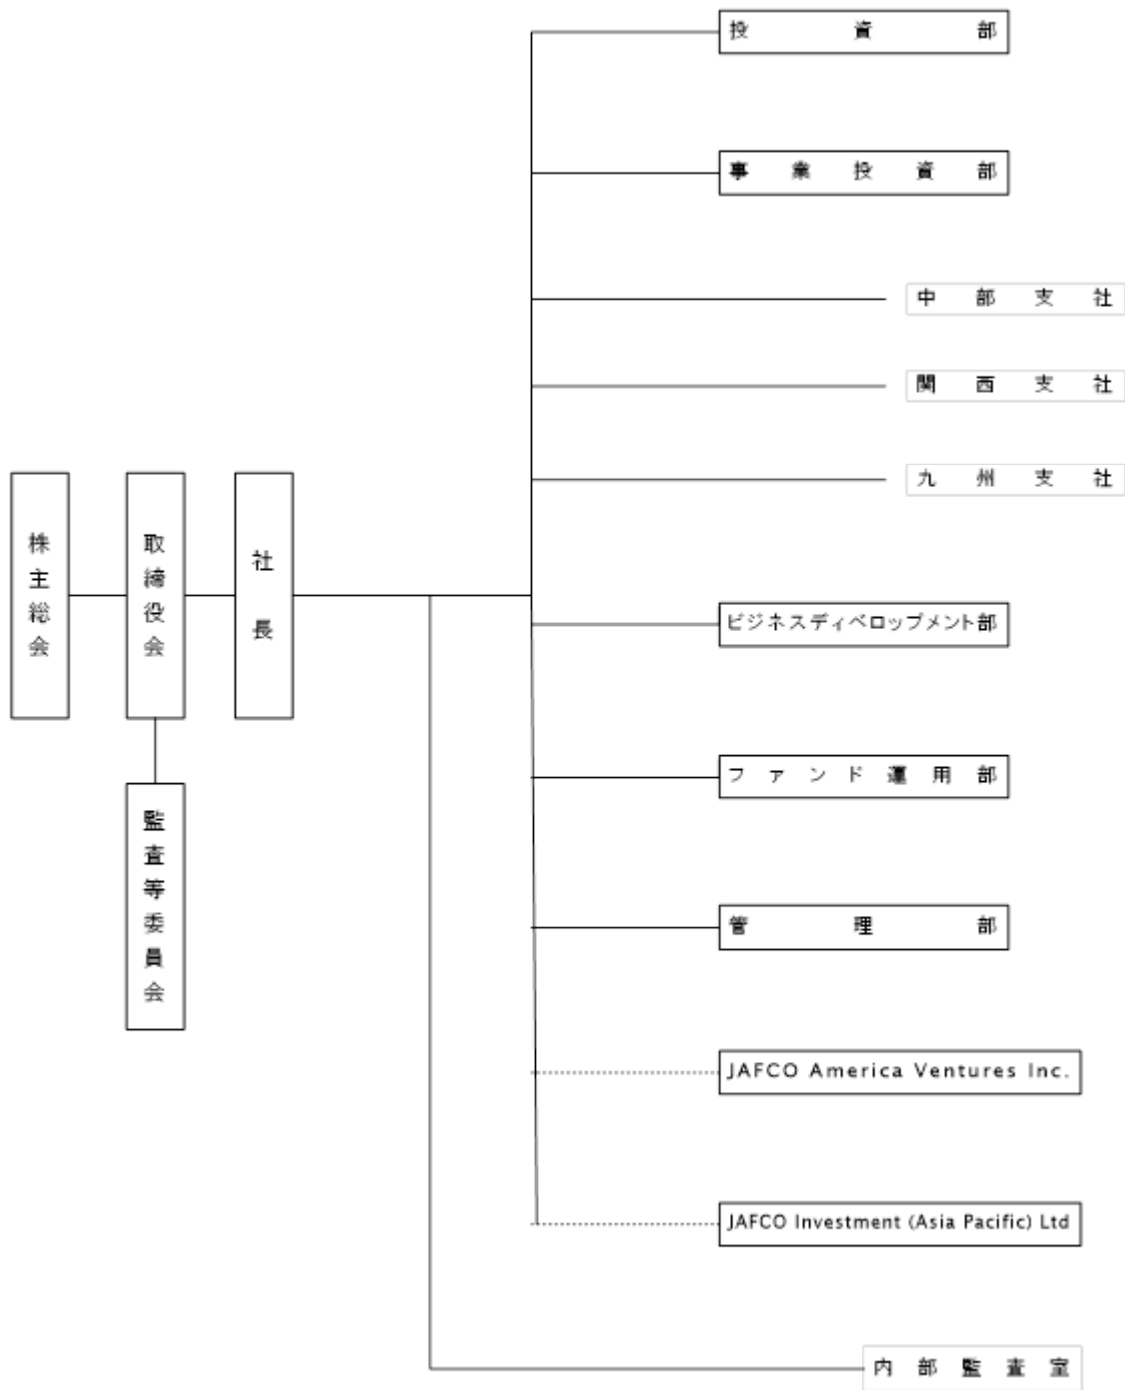 株主総会
取締役会
社長
監査等委員会
投資部
事業投資部
中部支社
関西支社
九州支社
ビジネスディベロップメント部
ファンド運用部
管理部
JAFCO America Ventures Inc.
JAFCO Investment (Asia Pacific) Ltd
内部監査室